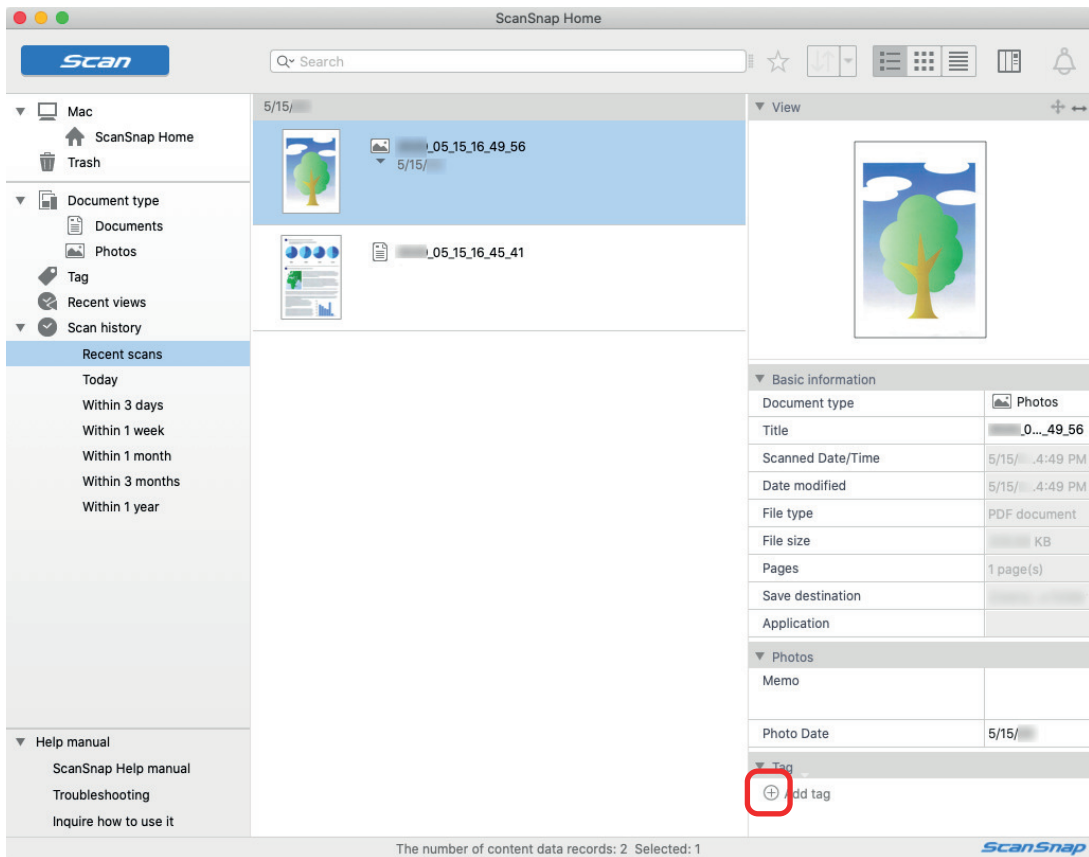 ScanSnap Home
Scan
Search
Mac
ScanSnap Home
Trash
Document type
Documents
Photos
Tag
Recent views
Scan history
Recent scans
Today
Within 3 days
Within 1 week
Within 1 month
Within 3 months
Within 1 year
Help manual
ScanSnap Help manual
Troubleshooting
Inquire how to use it
5/15/
_05_15_16_49_56
5/15/
_05_15_16_45_41
View
Basic information
Document type Photos
Title _0..._49_56
Scanned Date/Time 5/15/ .4:49 PM
Date modified 5/15/ .4:49 PM
File type PDF document
File size KB
Pages 1 page(s)
Save destination
Application
Photos
Memo
Photo Date 5/15/
Tag
Add tag
The number of content data records: 2 Selected: 1
ScanSnap